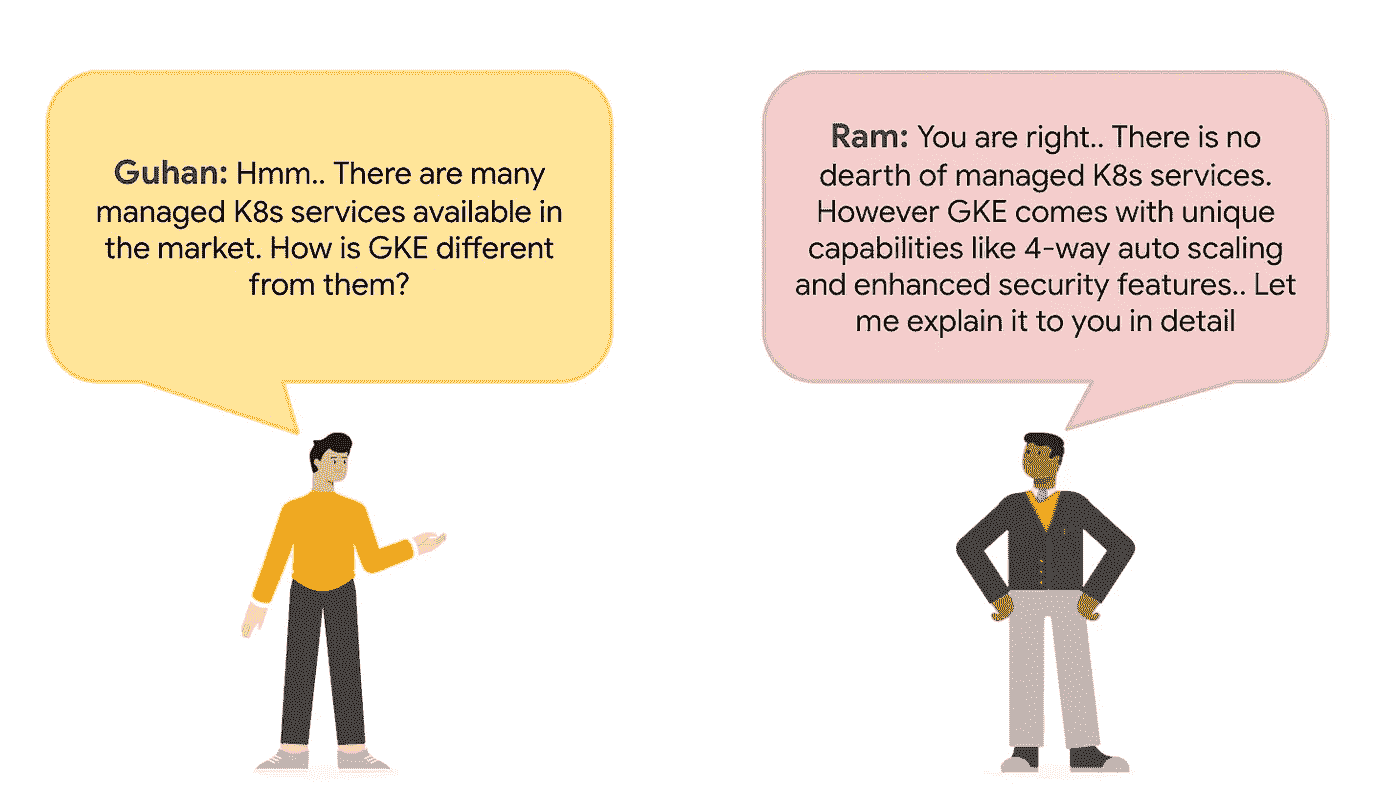 Guhan: Hmm.. There are many
managed K8s services available in
the market. How is GKE different
from them?
Ram: You are right.. There is no
dearth of managed K8s services.
However GKE comes with unique
capabilities like 4-way auto scaling
and enhanced security features.. Let
me explain it to you in detail